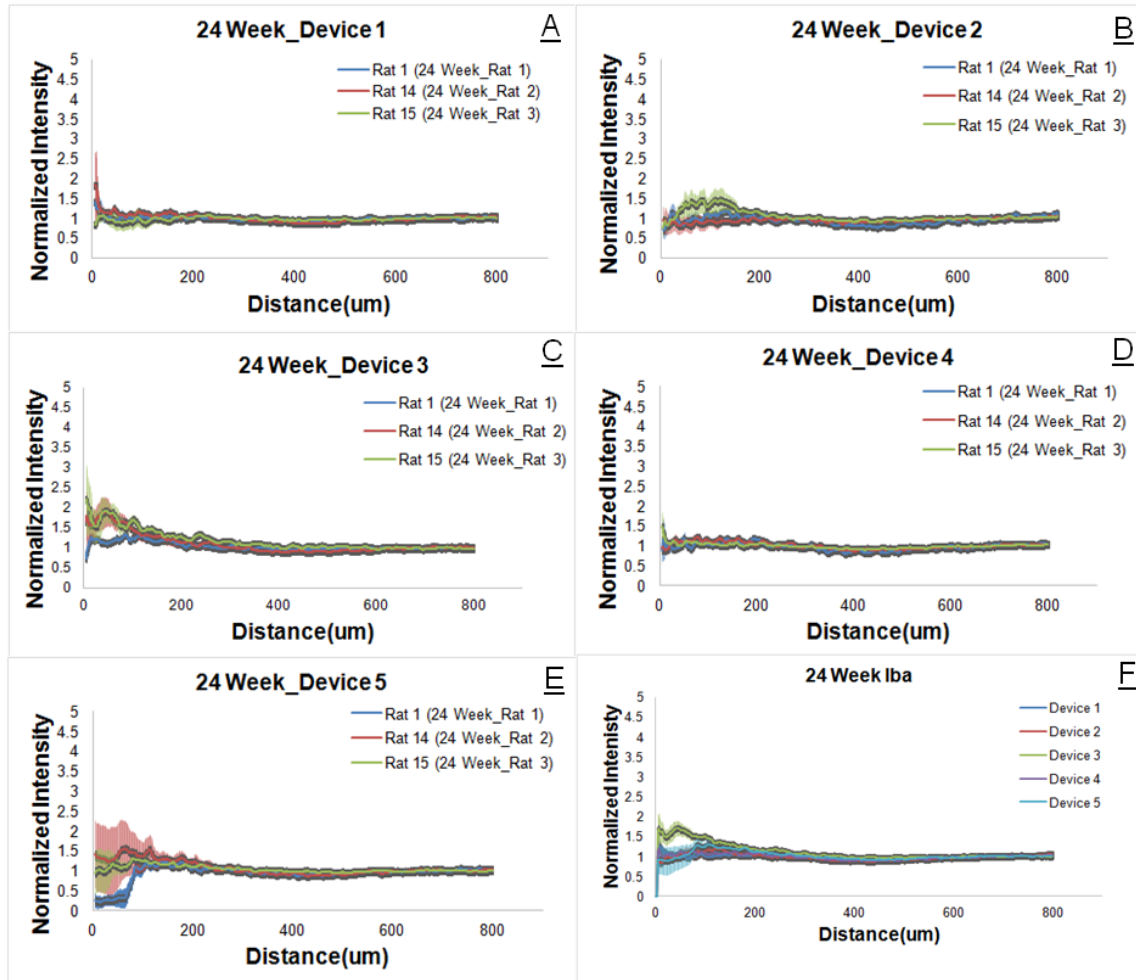 24 Week_Device 1
A
5
4.5
4
3.5
3
2.5
2
1.5
1
0.5
0
Normalized Intensity
Rat 1 (24 Week_Rat 1)
Rat 14 (24 Week_Rat 2)
Rat 15 (24 Week_Rat 3)
0 200 400 600 800
Distance(um)
24 Week_Device 2
B
5
4.5
4
3.5
3
2.5
2
1.5
1
0.5
0
Normalized Intensity
Rat 1 (24 Week_Rat 1)
Rat 14 (24 Week_Rat 2)
Rat 15 (24 Week_Rat 3)
0 200 400 600 800
Distance(um)
24 Week_Device 3
C
5
4.5
4
3.5
3
2.5
2
1.5
1
0.5
0
Normalized Intensity
Rat 1 (24 Week_Rat 1)
Rat 14 (24 Week_Rat 2)
Rat 15 (24 Week_Rat 3)
0 200 400 600 800
Distance(um)
24 Week_Device 4
D
5
4.5
4
3.5
3
2.5
2
1.5
1
0.5
0
Normalized Intensity
Rat 1 (24 Week_Rat 1)
Rat 14 (24 Week_Rat 2)
Rat 15 (24 Week_Rat 3)
0 200 400 600 800
Distance(um)
24 Week_Device 5
E
5
4.5
4
3.5
3
2.5
2
1.5
1
0.5
0
Normalized Intensity
Rat 1 (24 Week_Rat 1)
Rat 14 (24 Week_Rat 2)
Rat 15 (24 Week_Rat 3)
0 200 400 600 800
Distance(um)
24 Week Iba
F
5
4.5
4
3.5
3
2.5
2
1.5
1
0.5
0
Normalized Intenisty
Device 1
Device 2
Device 3
Device 4
Device 5
0 200 400 600 800
Distance(um)